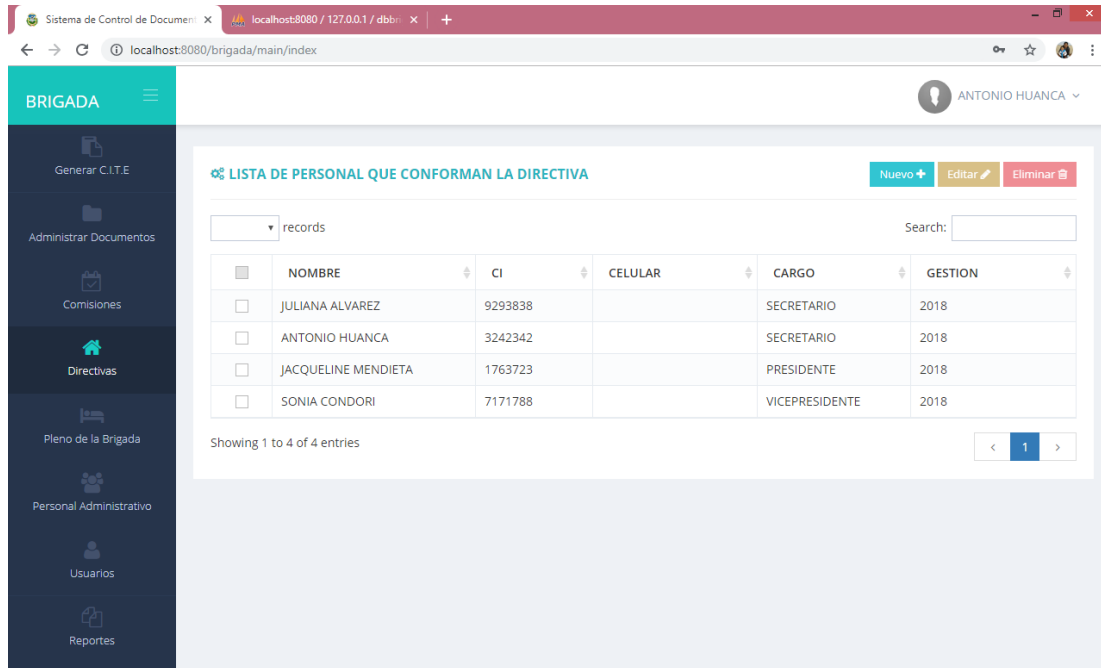 Sistema de Control de Document
localhost:8080 / 127.0.0.1 / dbbr
localhost:8080/brigada/main/index
BRIGADA
ANTONIO HUANCA
Generar C.I.T.E
Administrar Documentos
Comisiones
Directivas
Pleno de la Brigada
Personal Administrativo
Usuarios
Reportes
LISTA DE PERSONAL QUE CONFORMAN LA DIRECTIVA
Nuevo Editar Eliminar
records Search:
NOMBRE CI CELULAR CARGO GESTION
JULIANA ALVAREZ 9293838 SECRETARIO 2018
ANTONIO HUANCA 3242342 SECRETARIO 2018
JACQUELINE MENDIETA 1763723 PRESIDENTE 2018
SONIA CONDORI 7171788 VICEPRESIDENTE 2018
Showing 1 to 4 of 4 entries
< 1 >